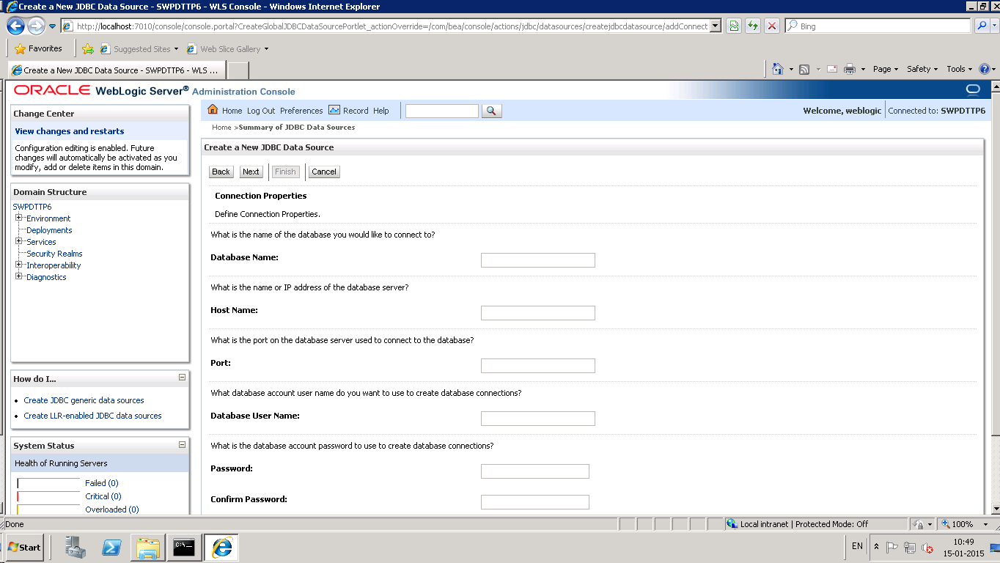 Create a New JDBC Data Source - SWPDTTP6 - WLS Console - Windows Internet Explorer
http://localhost:7010/console/console.portal?CreateGlobalJDBCDataSourcePortlet_actionOverride=/com/bea/console/actions/jdbc/datasources/createjdbcdatasource/addConnect
Bing
Favorites
Suggested Sites
Web Slice Gallery
Create a New JDBC Data Source - SWPDTTP6 - WLS ...
Page
Safety
Tools
ORACLE WebLogic Server® Administration Console
Change Center
View changes and restarts
Configuration editing is enabled. Future
changes will automatically be activated as you
modify, add or delete items in this domain.
Domain Structure
SWPDTTP6
Environment
Deployments
Services
Security Realms
Interoperability
Diagnostics
How do I...
Create JDBC generic data sources
Create LLR-enabled JDBC data sources
System Status
Health of Running Servers
Failed (0)
Critical (0)
Overloaded (0)
Home Log Out Preferences Record Help
Welcome, weblogic
Connected to: SWPDTTP6
Home >Summary of JDBC Data Sources
Create a New JDBC Data Source
Back Next Finish Cancel
Connection Properties
Define Connection Properties.
What is the name of the database you would like to connect to?
Database Name:
What is the name or IP address of the database server?
Host Name:
What is the port on the database server used to connect to the database?
Port:
What database account user name do you want to use to create database connections?
Database User Name:
What is the database account password to use to create database connections?
Password:
Confirm Password:
Done
Local intranet | Protected Mode: Off
100%
Start
C:\
EN
10:49
15-01-2015